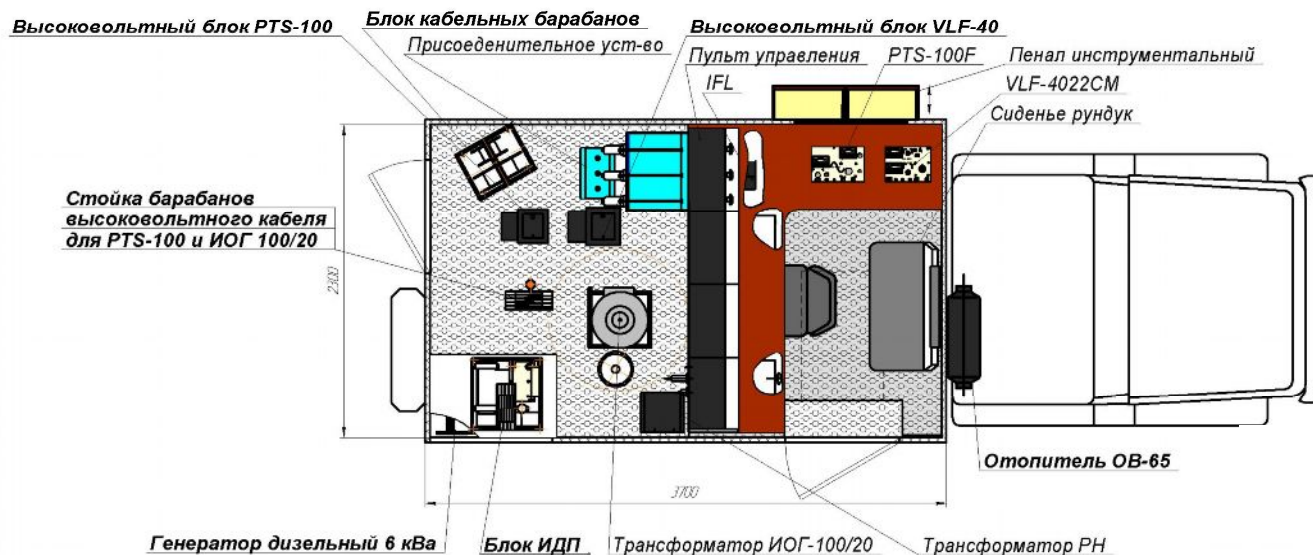 Высоковольтный блок PTS-100
Блок кабельных барабанов
Присоеденительное уст-во
Высоковольтный блок VLF-40
Пульт управления
IFL
PTS-100F
Пенал инструментальный
VLF-4022CM
Сиденье рундук
Стойка барабанов
высоковольтного кабеля
для PTS-100 и ИОГ 100/20
2300
3700
Отопитель ОВ-65
Генератор дизельный 6 кВа
Блок ИДП
Трансформатор ИОГ-100/20
Трансформатор РН